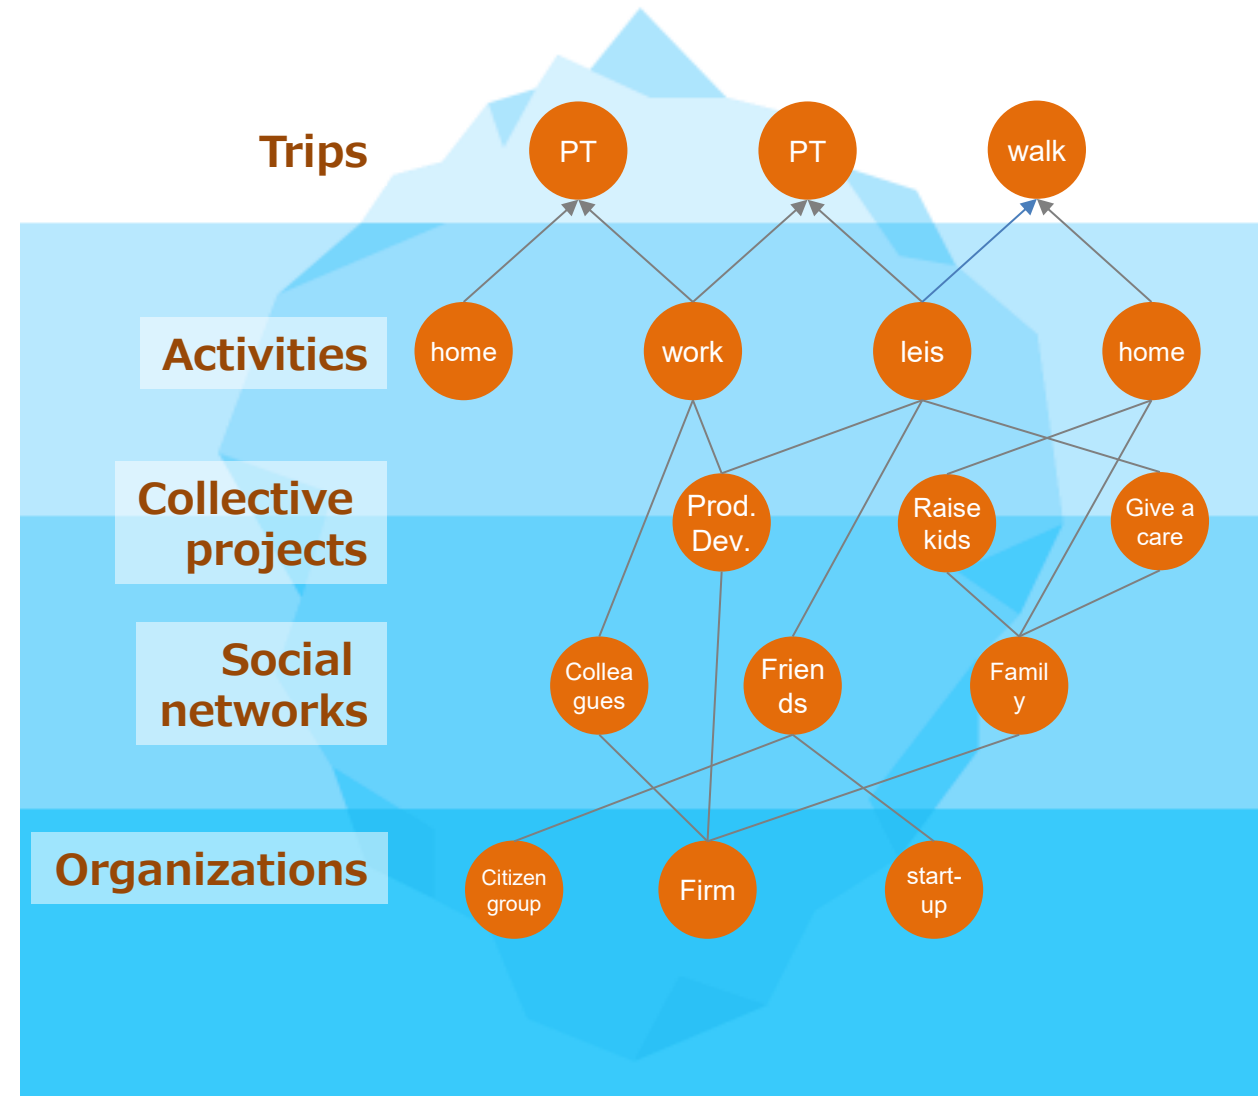 Trips
PT
PT
walk
Activities
home
work
leis
home
Collective
projects
Prod.
Dev.
Raise
kids
Give a
care
Social
networks
Collea
gues
Frien
ds
Famil
y
Organizations
Citizen
group
Firm
start-
up